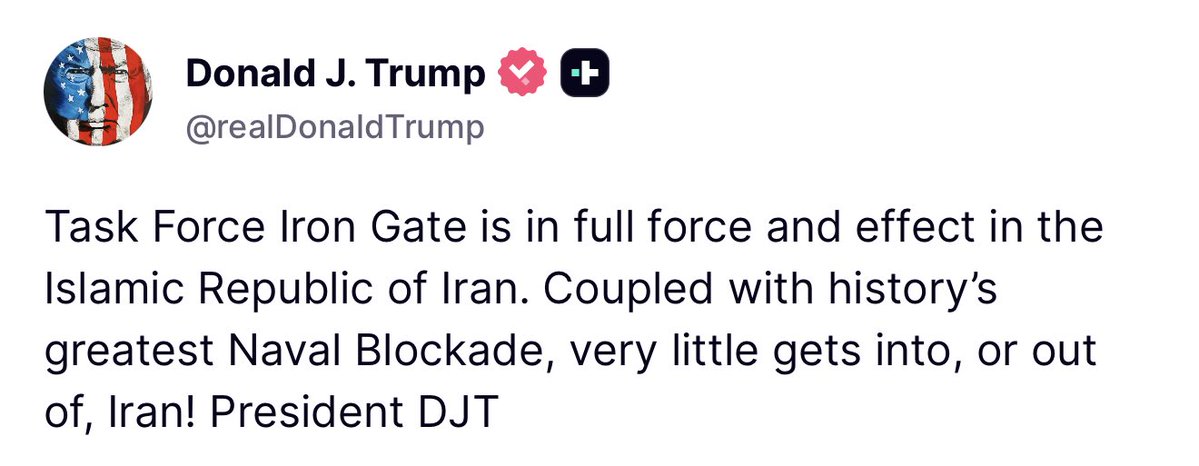 Donald J. Trump
@realDonaldTrump
Task Force Iron Gate is in full force and effect in the
Islamic Republic of Iran. Coupled with history’s
greatest Naval Blockade, very little gets into, or out
of, Iran! President DJT